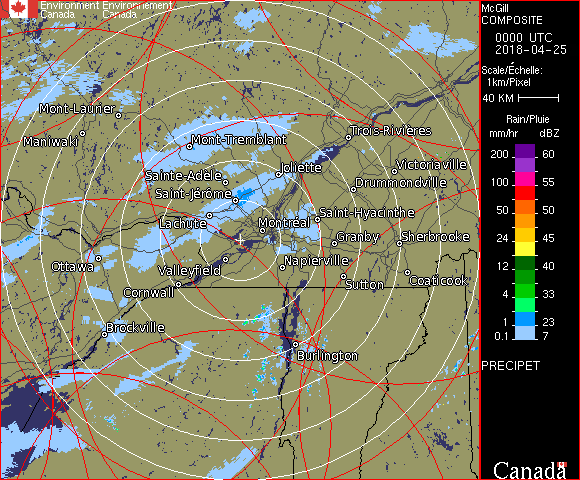 Environment Environnement
Canada Canada
McGill
COMPOSITE
0000 UTC
2018-04-25
Scale/Échelle:
1km/Pixel
40 KM
Rain/Pluie
mm/hr dBZ
200 60
100 55
50 50
24 45
12 40
4 33
1 23
0.1 7
PRECIPET
Canada
Mont-Laurier
Maniwaki
Mont-Tremblant
Trois-Rivières
Sainte-Adèle
Joliette
Victoriaville
Saint-Jérôme
Drummondville
Lachute
Montréal
Saint-Hyacinthe
Granby
Sherbrooke
Ottawa
Valleyfield
Napierville
Cornwall
Sutton
Coaticook
Brockville
Burlington